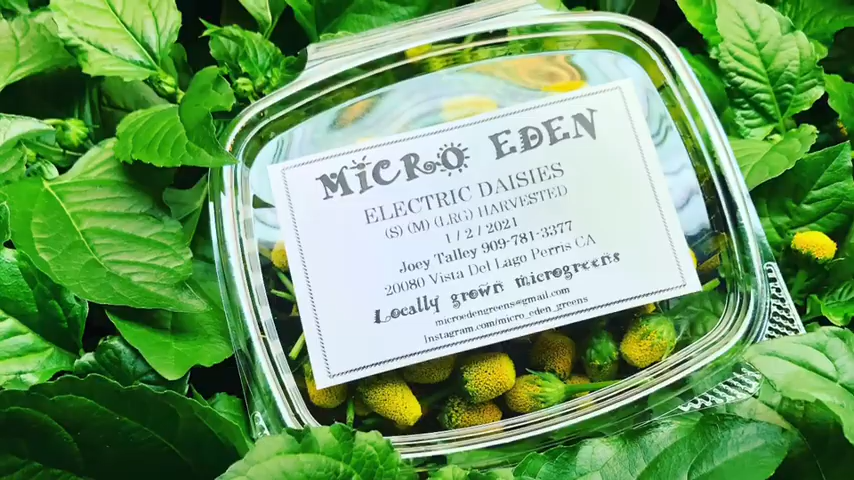 MiCRO EDEN
ELECTRIC DAISIES
(S) (M) (LRG) HARVESTED
1 / 2 / 2021
Joey Talley 909-781-3377
20080 Vista Del Lago Perris CA
Locally grown microgreens
microedengreens@gmail.com
Instagram.com/micro_eden_greens